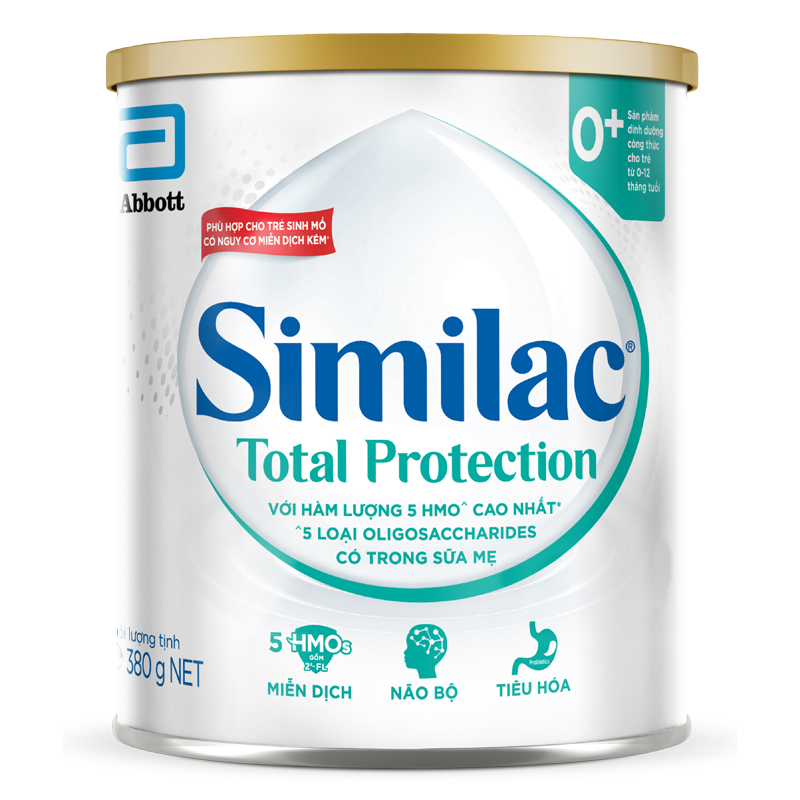 Abbott
0+
Sản phẩm
dinh dưỡng
công thức
cho trẻ
từ 0-12
tháng tuổi
PHÙ HỢP CHO TRẺ SINH MỔ
CÓ NGUY CƠ MIỄN DỊCH KÉM*
Similac®
Total Protection
VỚI HÀM LƯỢNG 5 HMO^ CAO NHẤT*
^5 LOẠI OLIGOSACCHARIDES
CÓ TRONG SỮA MẸ
lượng tịnh
380g NET
5 HMOs
GỒM
2'-FL
MIỄN DỊCH
NÃO BỘ
Probiotics
TIÊU HÓA